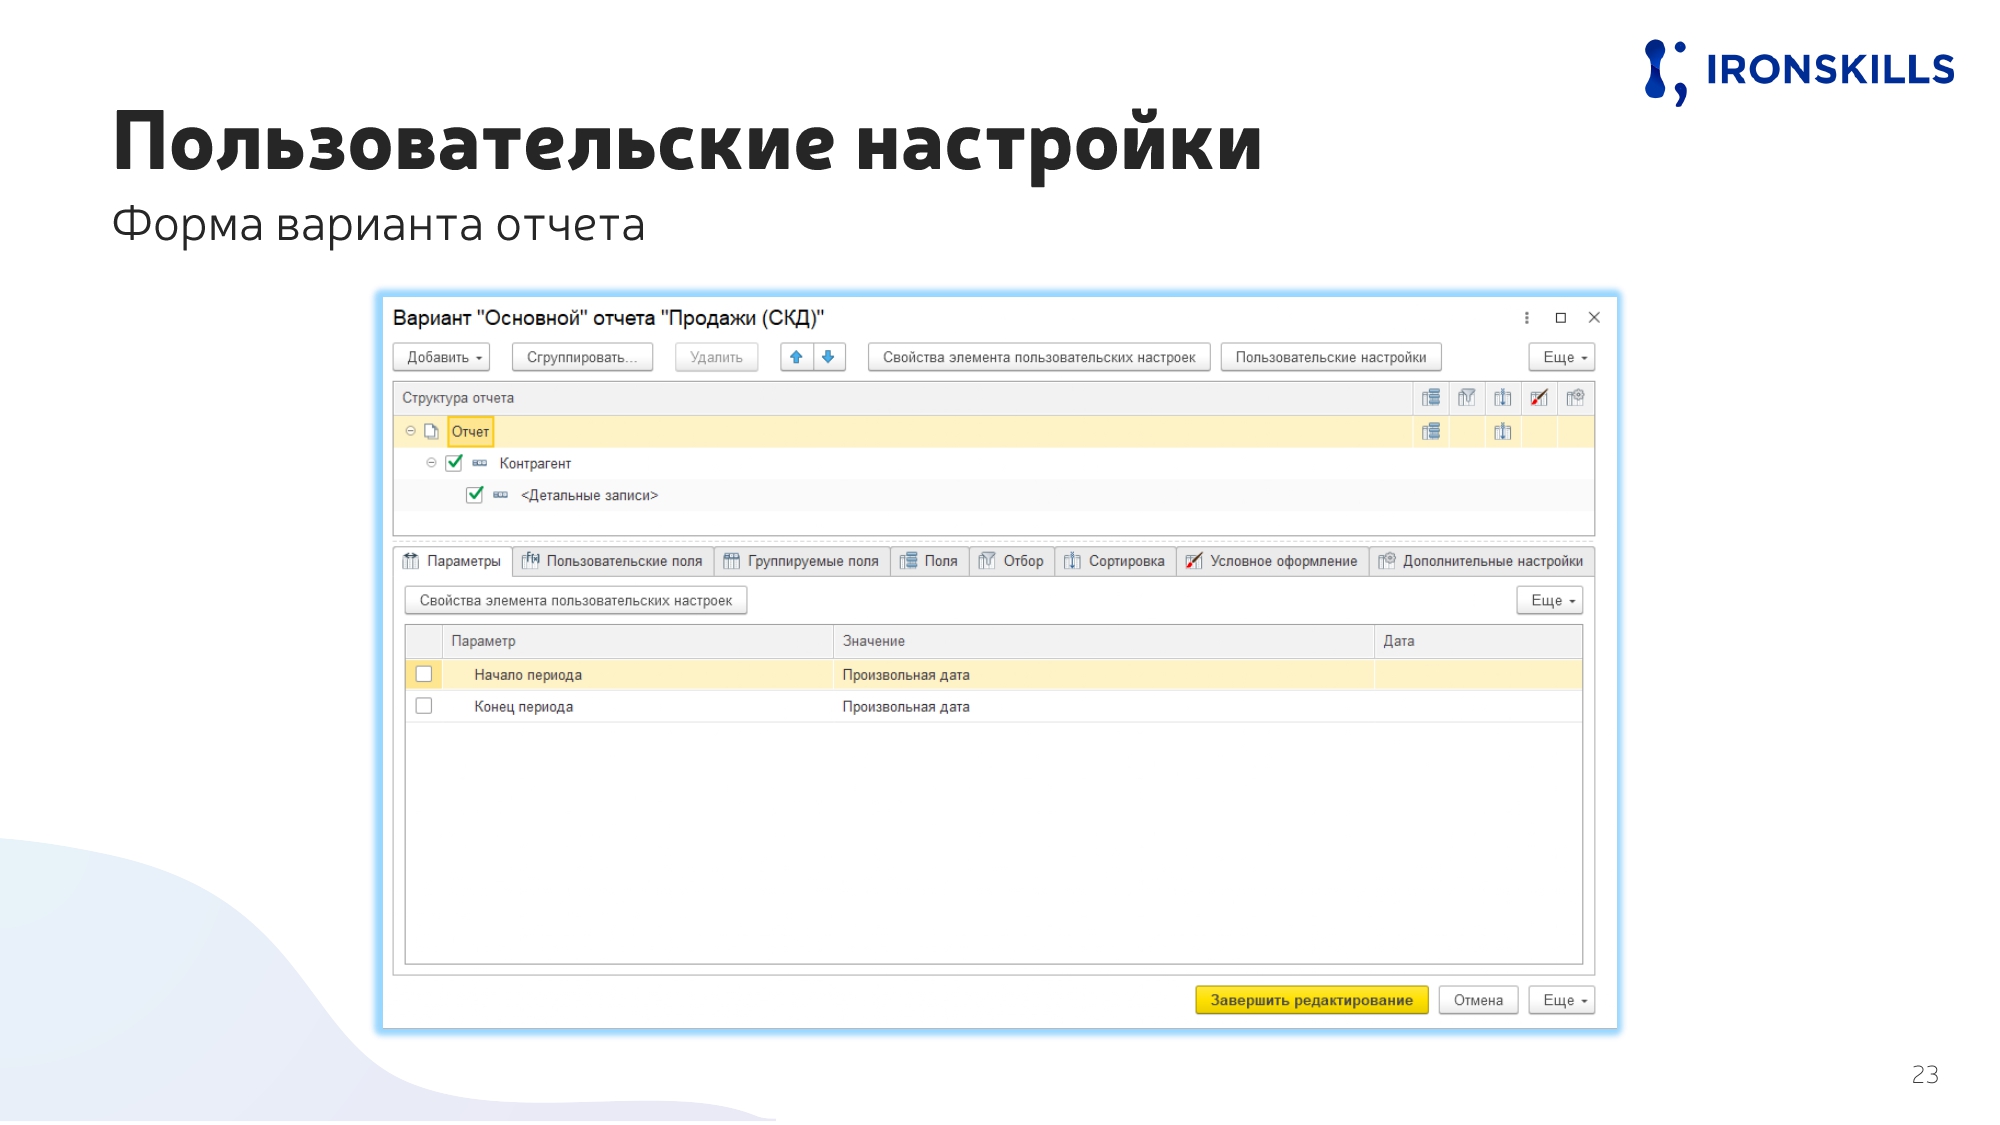 IRONSKILLS
Пользовательские настройки
Форма варианта отчета
Вариант "Основной" отчета "Продажи (СКД)"
Добавить Сгруппировать... Удалить Свойства элемента пользовательских настроек Пользовательские настройки Еще
Структура отчета
Отчет
Контрагент
<Детальные записи>
Параметры Пользовательские поля Группируемые поля Поля Отбор Сортировка Условное оформление Дополнительные настройки
Свойства элемента пользовательских настроек Еще
Параметр Значение Дата
Начало периода Произвольная дата
Конец периода Произвольная дата
Завершить редактирование Отмена Еще
23